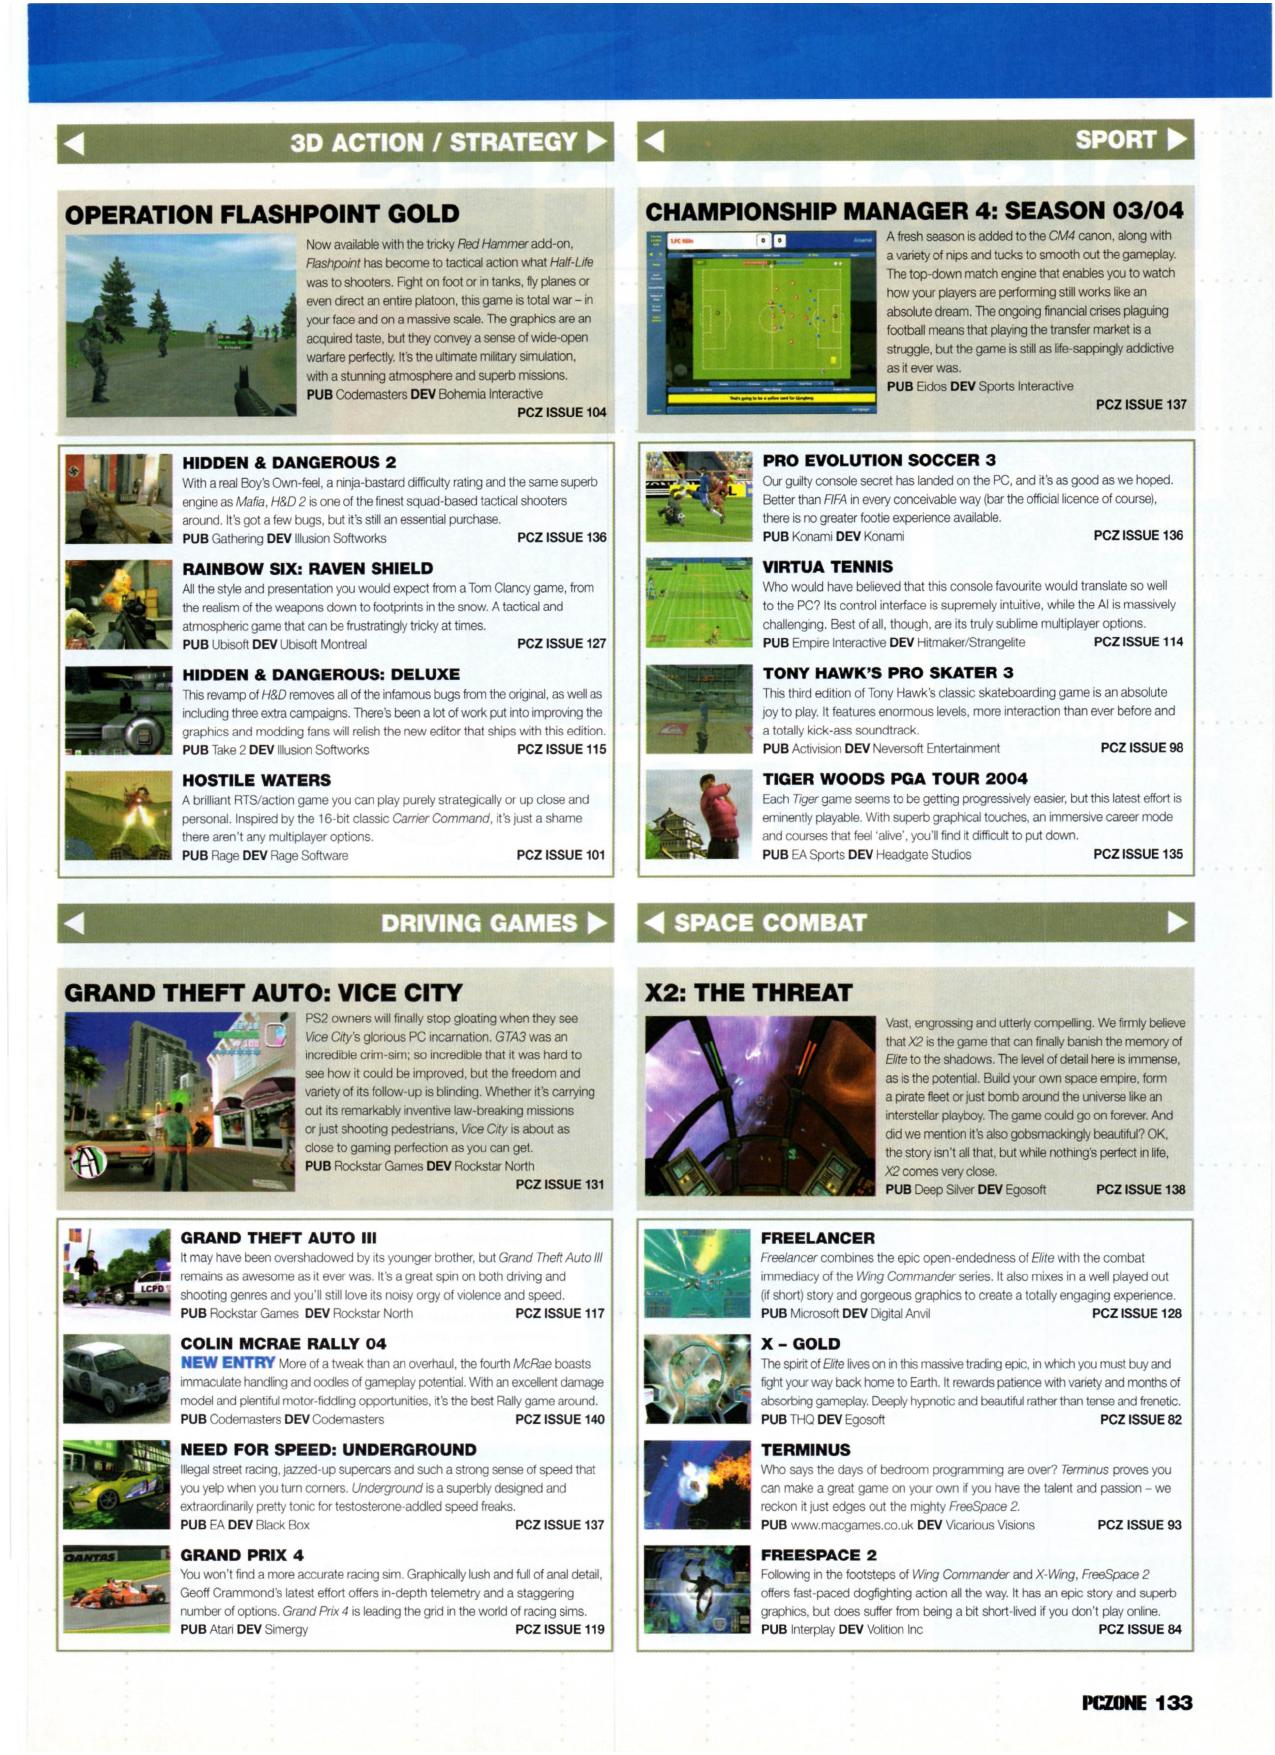 3D ACTION / STRATEGY
OPERATION FLASHPOINT GOLD
Now available with the tricky Red Hammer add-on,
Flashpoint has become to tactical action what Half-Life
was to shooters. Fight on foot or in tanks, fly planes or
even direct an entire platoon, this game is total war – in
your face and on a massive scale. The graphics are an
acquired taste, but they convey a sense of wide-open
warfare perfectly. It's the ultimate military simulation,
with a stunning atmosphere and superb missions.
PUB Codemasters DEV Bohemia Interactive
PCZ ISSUE 104
HIDDEN & DANGEROUS 2
With a real Boy's Own-feel, a ninja-bastard difficulty rating and the same superb
engine as Mafia, H&D 2 is one of the finest squad-based tactical shooters
around. It's got a few bugs, but it's still an essential purchase.
PUB Gathering DEV Illusion Softworks PCZ ISSUE 136
RAINBOW SIX: RAVEN SHIELD
All the style and presentation you would expect from a Tom Clancy game, from
the realism of the weapons down to footprints in the snow. A tactical and
atmospheric game that can be frustratingly tricky at times.
PUB Ubisoft DEV Ubisoft Montreal PCZ ISSUE 127
HIDDEN & DANGEROUS: DELUXE
This revamp of H&D removes all of the infamous bugs from the original, as well as
including three extra campaigns. There's been a lot of work put into improving the
graphics and modding fans will relish the new editor that ships with this edition.
PUB Take 2 DEV Illusion Softworks PCZ ISSUE 115
HOSTILE WATERS
A brilliant RTS/action game you can play purely strategically or up close and
personal. Inspired by the 16-bit classic Carrier Command, it's just a shame
there aren't any multiplayer options.
PUB Rage DEV Rage Software PCZ ISSUE 101
SPORT
CHAMPIONSHIP MANAGER 4: SEASON 03/04
1.FC Köln 0 0 Arsenal
That's going to be a yellow card for Ljungberg
A fresh season is added to the CM4 canon, along with
a variety of nips and tucks to smooth out the gameplay.
The top-down match engine that enables you to watch
how your players are performing still works like an
absolute dream. The ongoing financial crises plaguing
football means that playing the transfer market is a
struggle, but the game is still as life-sappingly addictive
as it ever was.
PUB Eidos DEV Sports Interactive
PCZ ISSUE 137
PRO EVOLUTION SOCCER 3
Our guilty console secret has landed on the PC, and it's as good as we hoped.
Better than FIFA in every conceivable way (bar the official licence of course),
there is no greater footie experience available.
PUB Konami DEV Konami PCZ ISSUE 136
VIRTUA TENNIS
Who would have believed that this console favourite would translate so well
to the PC? Its control interface is supremely intuitive, while the AI is massively
challenging. Best of all, though, are its truly sublime multiplayer options.
PUB Empire Interactive DEV Hitmaker/Strangelite PCZ ISSUE 114
TONY HAWK'S PRO SKATER 3
This third edition of Tony Hawk's classic skateboarding game is an absolute
joy to play. It features enormous levels, more interaction than ever before and
a totally kick-ass soundtrack.
PUB Activision DEV Neversoft Entertainment PCZ ISSUE 98
TIGER WOODS PGA TOUR 2004
Each Tiger game seems to be getting progressively easier, but this latest effort is
eminently playable. With superb graphical touches, an immersive career mode
and courses that feel 'alive', you'll find it difficult to put down.
PUB EA Sports DEV Headgate Studios PCZ ISSUE 135
DRIVING GAMES
GRAND THEFT AUTO: VICE CITY
PS2 owners will finally stop gloating when they see
Vice City's glorious PC incarnation. GTA3 was an
incredible crim-sim; so incredible that it was hard to
see how it could be improved, but the freedom and
variety of its follow-up is blinding. Whether it's carrying
out its remarkably inventive law-breaking missions
or just shooting pedestrians, Vice City is about as
close to gaming perfection as you can get.
PUB Rockstar Games DEV Rockstar North
PCZ ISSUE 131
LCPD
GRAND THEFT AUTO III
It may have been overshadowed by its younger brother, but Grand Theft Auto III
remains as awesome as it ever was. It's a great spin on both driving and
shooting genres and you'll still love its noisy orgy of violence and speed.
PUB Rockstar Games DEV Rockstar North PCZ ISSUE 117
COLIN MCRAE RALLY 04
NEW ENTRY More of a tweak than an overhaul, the fourth McRae boasts
immaculate handling and oodles of gameplay potential. With an excellent damage
model and plentiful motor-fiddling opportunities, it's the best Rally game around.
PUB Codemasters DEV Codemasters PCZ ISSUE 140
NEED FOR SPEED: UNDERGROUND
Illegal street racing, jazzed-up supercars and such a strong sense of speed that
you yelp when you turn corners. Underground is a superbly designed and
extraordinarily pretty tonic for testosterone-addled speed freaks.
PUB EA DEV Black Box PCZ ISSUE 137
QANTAS
GRAND PRIX 4
You won't find a more accurate racing sim. Graphically lush and full of anal detail,
Geoff Crammond's latest effort offers in-depth telemetry and a staggering
number of options. Grand Prix 4 is leading the grid in the world of racing sims.
PUB Atari DEV Simergy PCZ ISSUE 119
SPACE COMBAT
X2: THE THREAT
Vast, engrossing and utterly compelling. We firmly believe
that X2 is the game that can finally banish the memory of
Elite to the shadows. The level of detail here is immense,
as is the potential. Build your own space empire, form
a pirate fleet or just bomb around the universe like an
interstellar playboy. The game could go on forever. And
did we mention it's also gobsmackingly beautiful? OK,
the story isn't all that, but while nothing's perfect in life,
X2 comes very close.
PUB Deep Silver DEV Egosoft PCZ ISSUE 138
FREELANCER
Freelancer combines the epic open-endedness of Elite with the combat
immediacy of the Wing Commander series. It also mixes in a well played out
(if short) story and gorgeous graphics to create a totally engaging experience.
PUB Microsoft DEV Digital Anvil PCZ ISSUE 128
X – GOLD
The spirit of Elite lives on in this massive trading epic, in which you must buy and
fight your way back home to Earth. It rewards patience with variety and months of
absorbing gameplay. Deeply hypnotic and beautiful rather than tense and frenetic.
PUB THQ DEV Egosoft PCZ ISSUE 82
TERMINUS
Who says the days of bedroom programming are over? Terminus proves you
can make a great game on your own if you have the talent and passion – we
reckon it just edges out the mighty FreeSpace 2.
PUB www.macgames.co.uk DEV Vicarious Visions PCZ ISSUE 93
FREESPACE 2
Following in the footsteps of Wing Commander and X-Wing, FreeSpace 2
offers fast-paced dogfighting action all the way. It has an epic story and superb
graphics, but does suffer from being a bit short-lived if you don't play online.
PUB Interplay DEV Volition Inc PCZ ISSUE 84
PCZONE 133